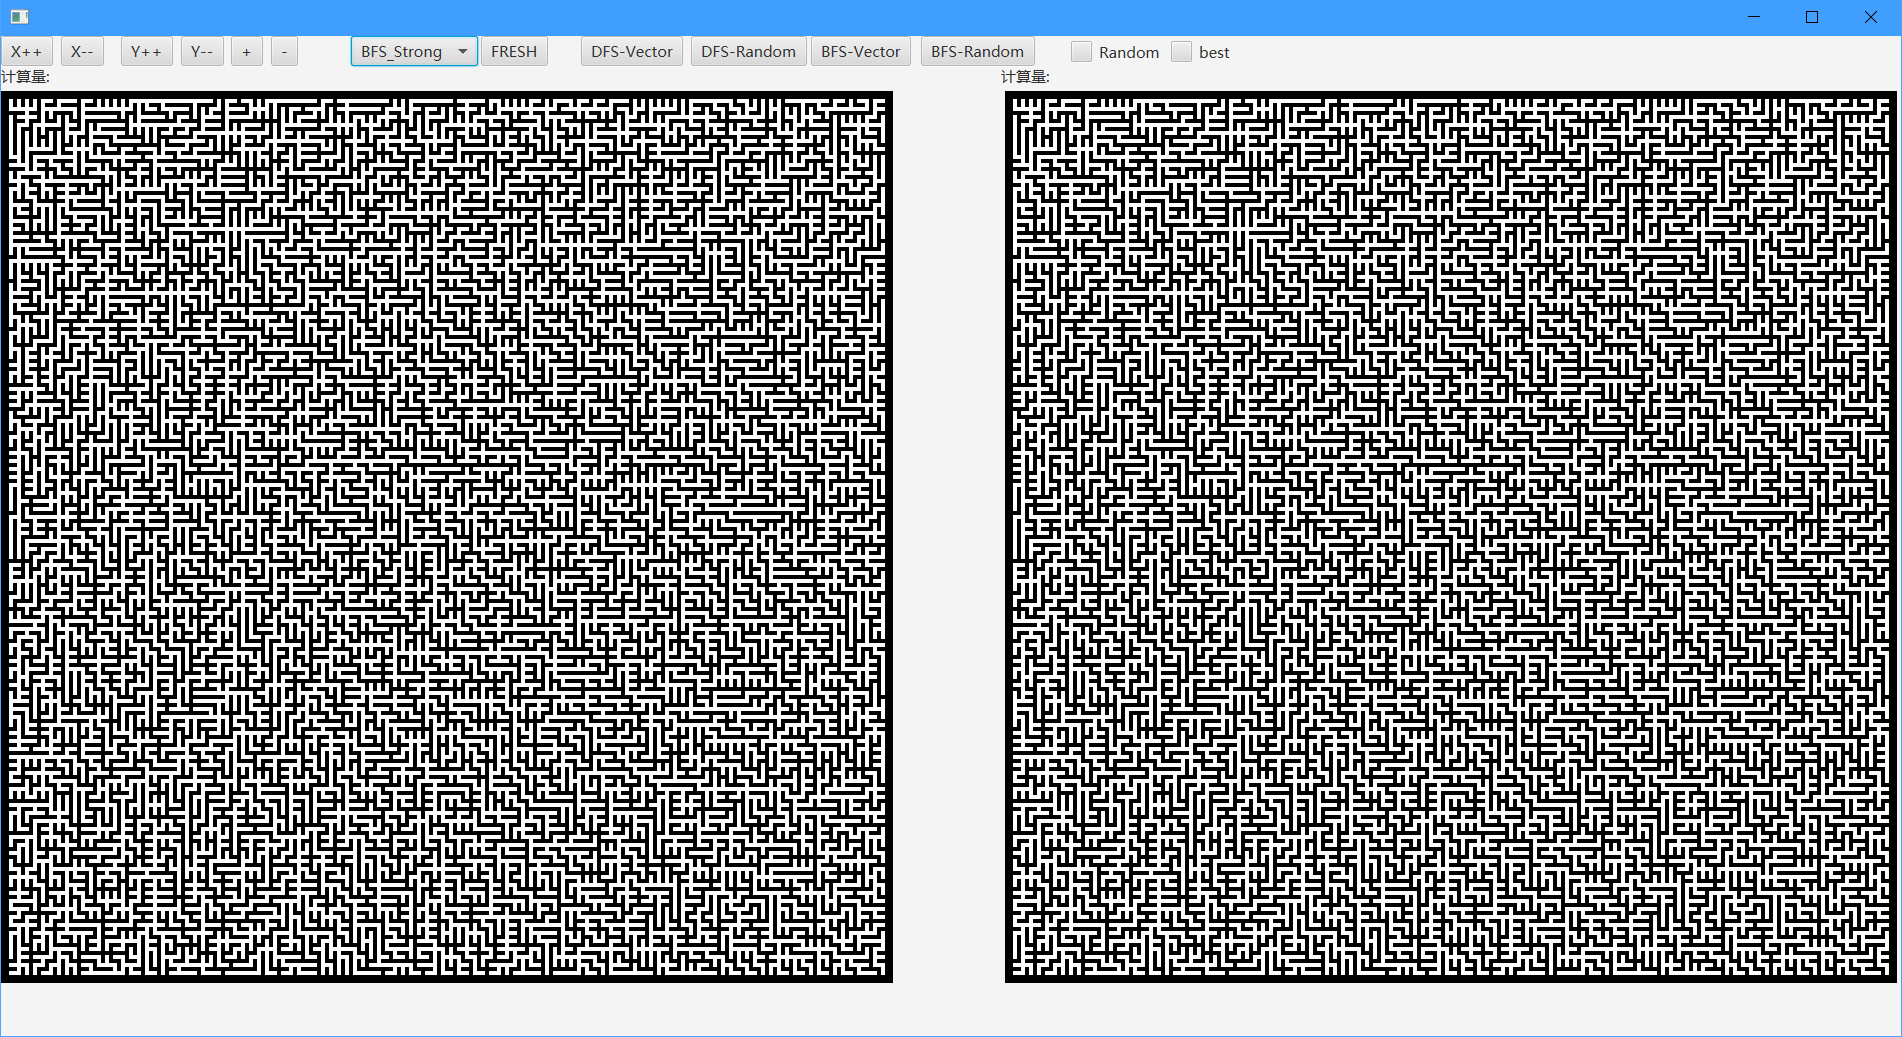 X++ X-- Y++ Y-- + - BFS_Strong FRESH DFS-Vector DFS-Random BFS-Vector BFS-Random Random best
计算量: 计算量: